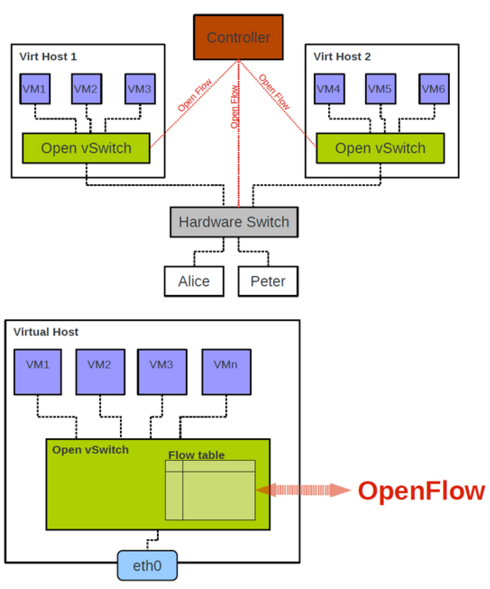 Controller
Virt Host 1
Virt Host 2
VM1
VM2
VM3
VM4
VM5
VM6
Open Flow
Open Flow
Open Flow
Open vSwitch
Open vSwitch
Hardware Switch
Alice
Peter
Virtual Host
VM1
VM2
VM3
VMn
Open vSwitch
Flow table
OpenFlow
eth0